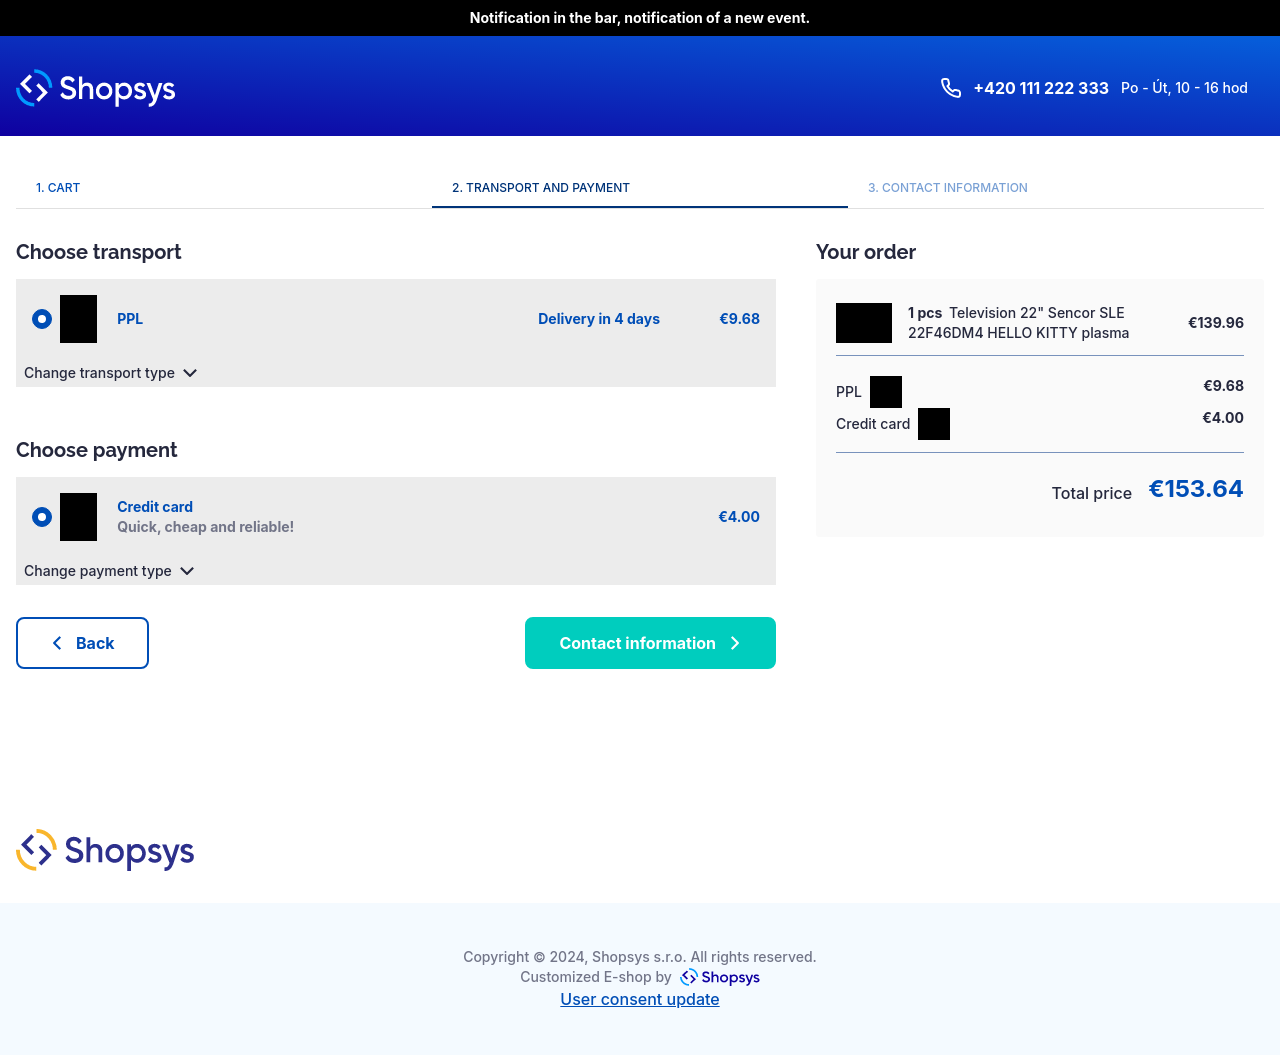 Notification in the bar, notification of a new event.
Shopsys
+420 111 222 333 Po - Út, 10 - 16 hod
1. CART
2. TRANSPORT AND PAYMENT
3. CONTACT INFORMATION
Choose transport
PPL Delivery in 4 days €9.68
Change transport type
Choose payment
Credit card
Quick, cheap and reliable!
€4.00
Change payment type
Back
Contact information
Your order
1 pcs Television 22" Sencor SLE
22F46DM4 HELLO KITTY plasma
€139.96
PPL €9.68
Credit card €4.00
Total price €153.64
Shopsys
Copyright © 2024, Shopsys s.r.o. All rights reserved.
Customized E-shop by Shopsys
User consent update